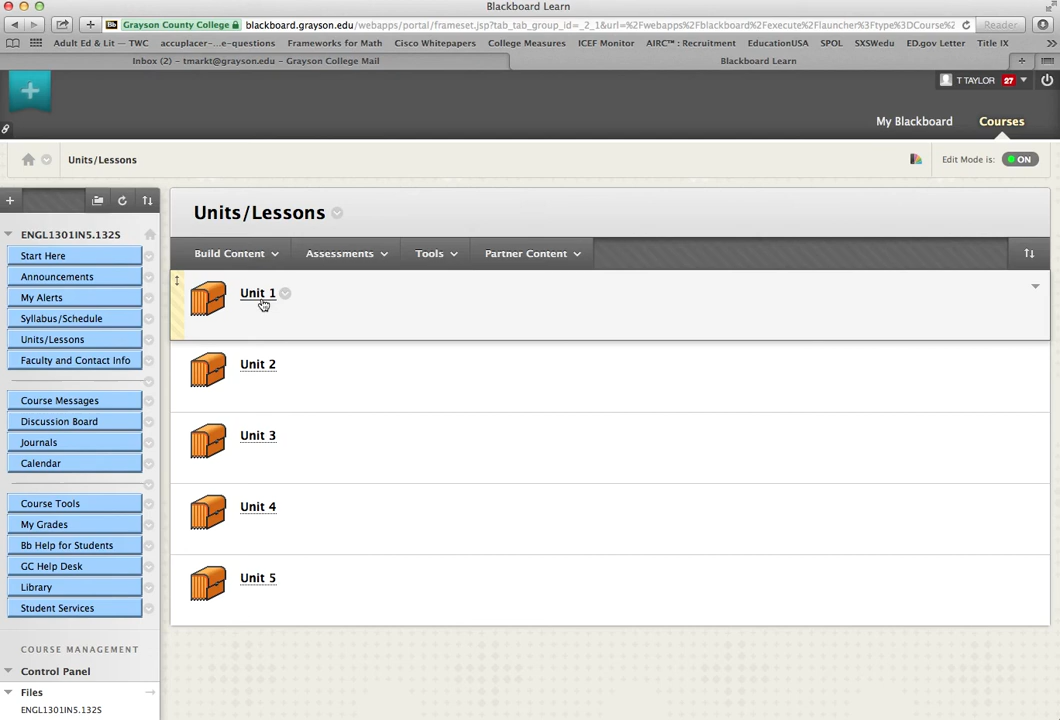 Blackboard Learn
Grayson County College
blackboard.grayson.edu/webapps/portal/frameset.jsp?tab_tab_group_id=_2_1&url=%2Fwebapps%2Fblackboard%2Fexecute%2Flauncher%3Ftype%3DCourse%2
Reader
Adult Ed & Lit — TWC accuplacer-...e-questions Frameworks for Math Cisco Whitepapers College Measures ICEF Monitor AIRC™ : Recruitment EducationUSA SPOL SXSWedu ED.gov Letter Title IX
Inbox (2) - tmarkt@grayson.edu - Grayson College Mail
Blackboard Learn
T TAYLOR 27
My Blackboard Courses
Units/Lessons
Edit Mode is: ON
ENGL1301IN5.132S
Start Here
Announcements
My Alerts
Syllabus/Schedule
Units/Lessons
Faculty and Contact Info
Course Messages
Discussion Board
Journals
Calendar
Course Tools
My Grades
Bb Help for Students
GC Help Desk
Library
Student Services
COURSE MANAGEMENT
Control Panel
Files
ENGL1301IN5.132S
Units/Lessons
Build Content Assessments Tools Partner Content
Unit 1
Unit 2
Unit 3
Unit 4
Unit 5